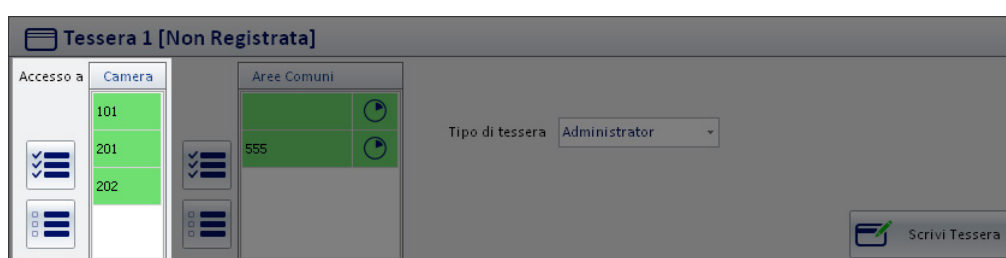 Tessera 1 [Non Registrata]
Accesso a
Camera
101
201
202
Aree Comuni
555
Tipo di tessera Administrator
Scrivi Tessera